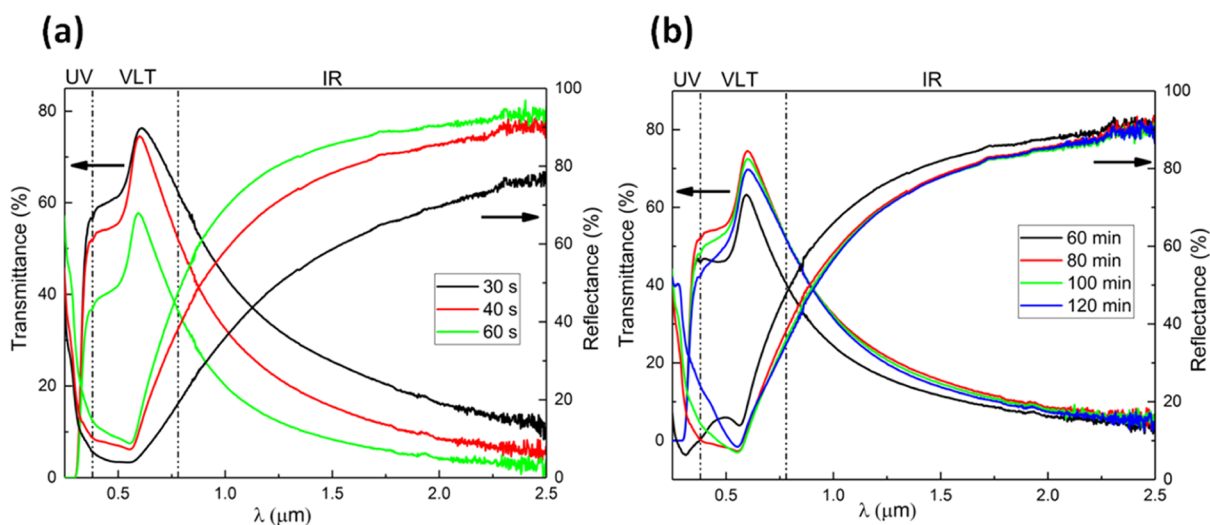 (a)
UV VLT IR
100
80
80
60
60
40
40
20
20
0
0
0.5 1.0 1.5 2.0 2.5
Transmittance (%)
Reflectance (%)
λ (μm)
30 s
40 s
60 s
(b)
UV VLT IR
100
80
80
60
60
40
40
20
20
0
0
0.5 1.0 1.5 2.0 2.5
Transmittance (%)
Reflectance (%)
λ (μm)
60 min
80 min
100 min
120 min